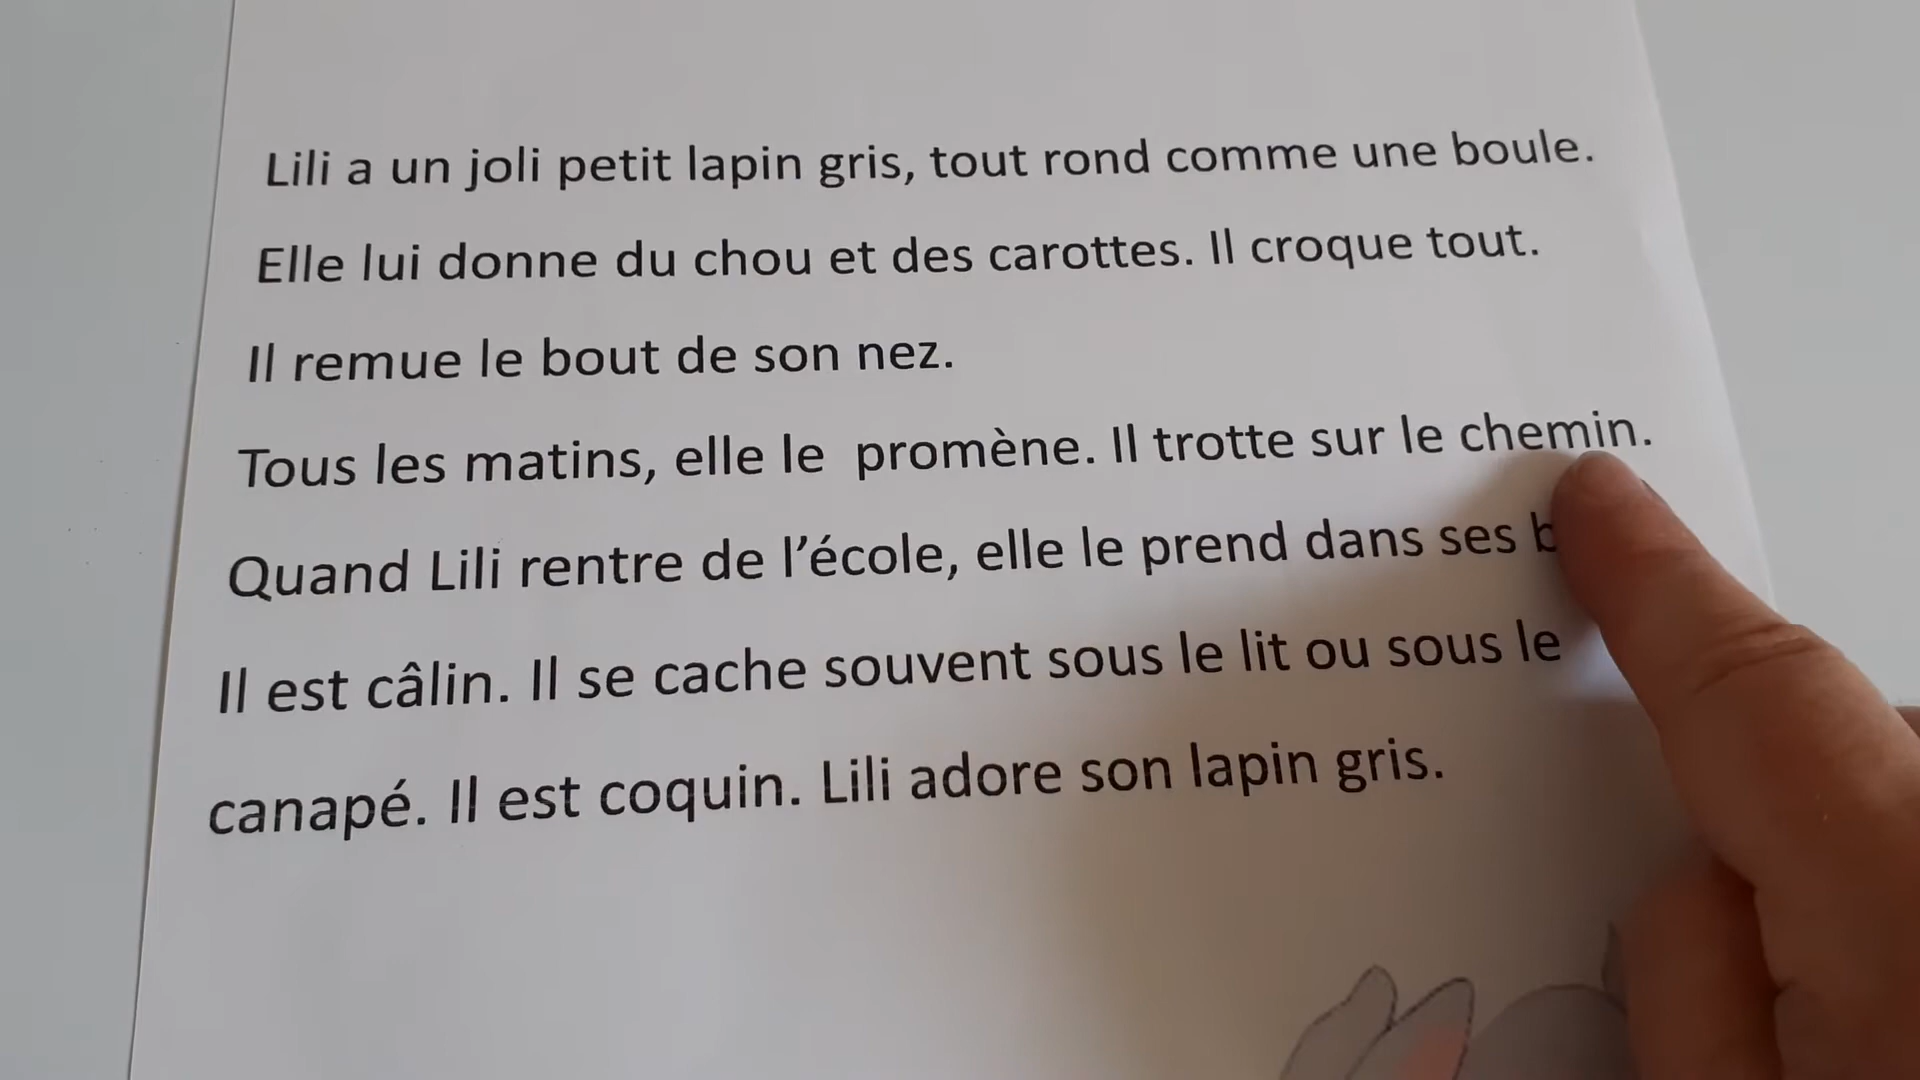 Lili a un joli petit lapin gris, tout rond comme une boule.
Elle lui donne du chou et des carottes. Il croque tout.
Il remue le bout de son nez.
Tous les matins, elle le promène. Il trotte sur le chemin.
Quand Lili rentre de l'école, elle le prend dans ses
Il est câlin. Il se cache souvent sous le lit ou sous le
canapé. Il est coquin. Lili adore son lapin gris.